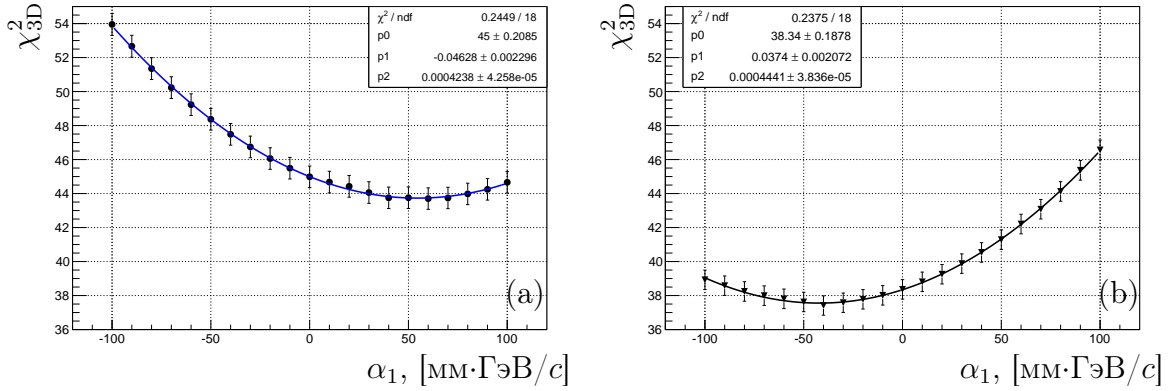 χ²3D
χ² / ndf 0.2449 / 18
p0 45 ± 0.2085
p1 -0.04628 ± 0.002296
p2 0.0004238 ± 4.258e-05
54
52
50
48
46
44
42
40
38
36
-100 -50 0 50 100
(a)
α₁, [мм·ГэВ/c]
χ²3D
χ² / ndf 0.2375 / 18
p0 38.34 ± 0.1878
p1 0.0374 ± 0.002072
p2 0.0004441 ± 3.836e-05
54
52
50
48
46
44
42
40
38
36
-100 -50 0 50 100
(b)
α₁, [мм·ГэВ/c]